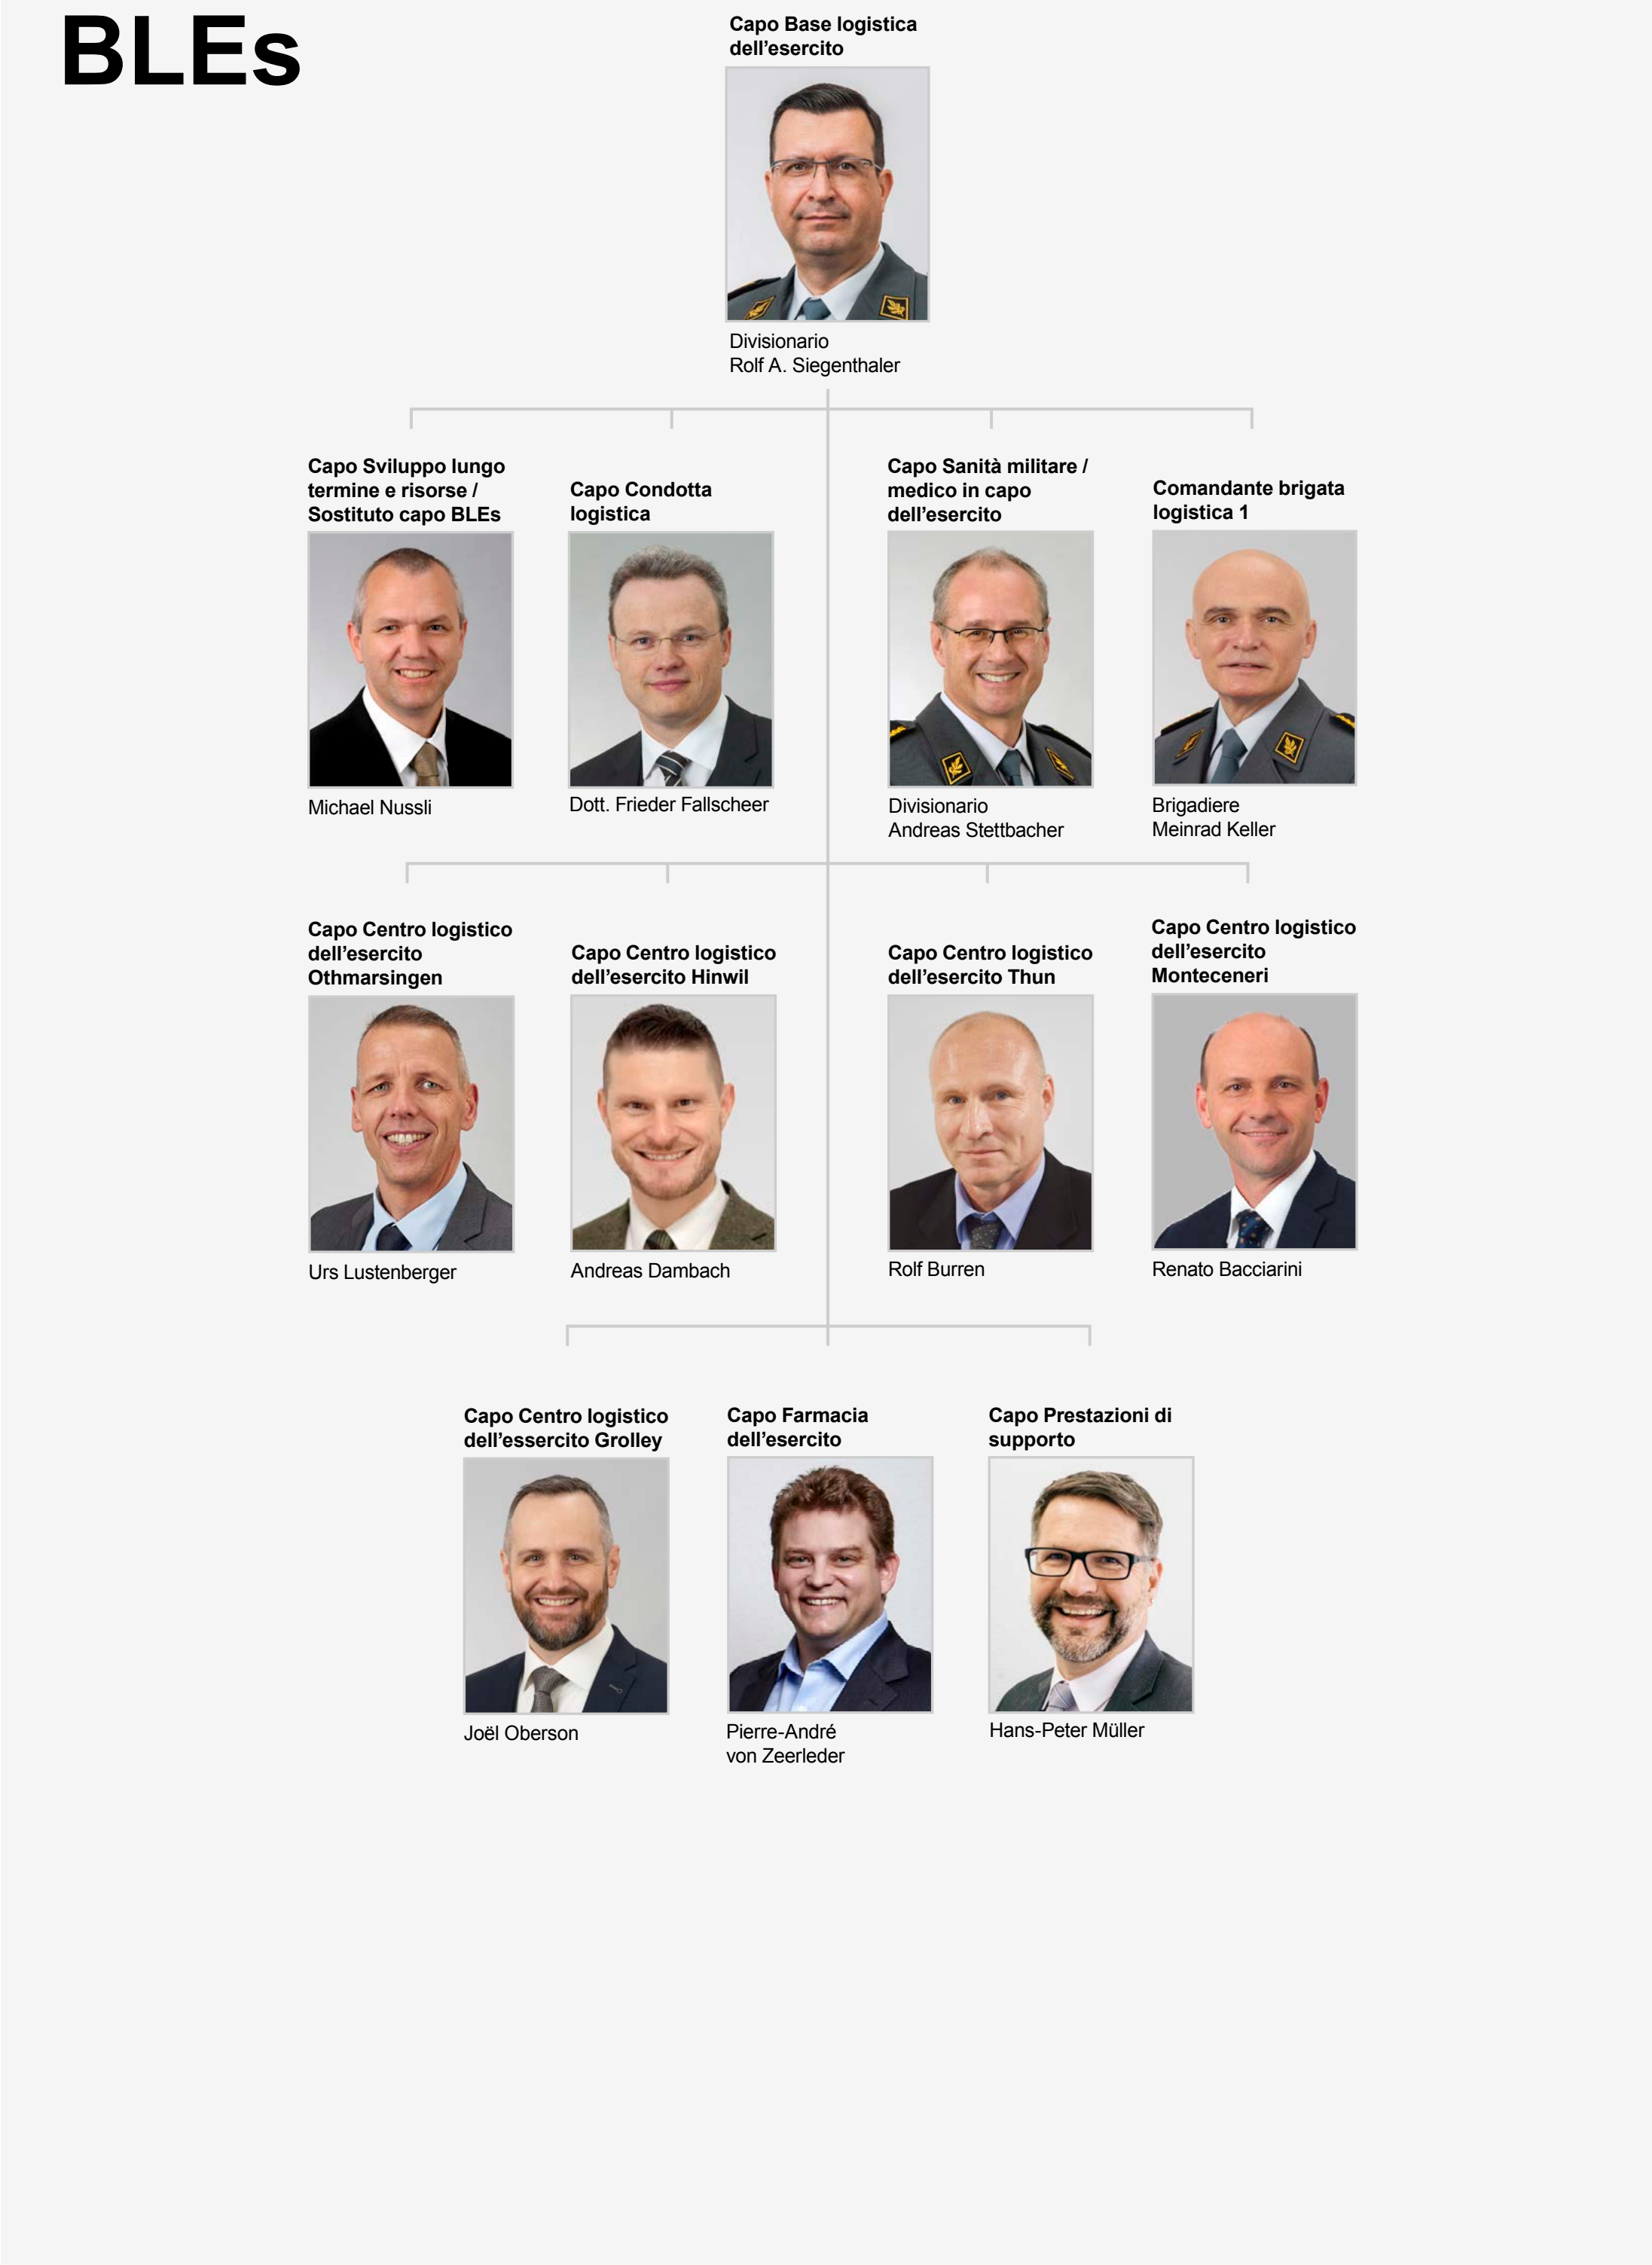 BLEs
Capo Base logistica
dell’esercito
Divisionario
Rolf A. Siegenthaler
Capo Sviluppo lungo
termine e risorse /
Sostituto capo BLEs
Michael Nussli
Capo Condotta
logistica
Dott. Frieder Fallscheer
Capo Sanità militare /
medico in capo
dell’esercito
Divisionario
Andreas Stettbacher
Comandante brigata
logistica 1
Brigadiere
Meinrad Keller
Capo Centro logistico
dell’esercito
Othmarsingen
Urs Lustenberger
Capo Centro logistico
dell’esercito Hinwil
Andreas Dambach
Capo Centro logistico
dell’esercito Thun
Rolf Burren
Capo Centro logistico
dell’esercito
Monteceneri
Renato Bacciarini
Capo Centro logistico
dell’essercito Grolley
Joël Oberson
Capo Farmacia
dell’esercito
Pierre-André
von Zeerleder
Capo Prestazioni di
supporto
Hans-Peter Müller